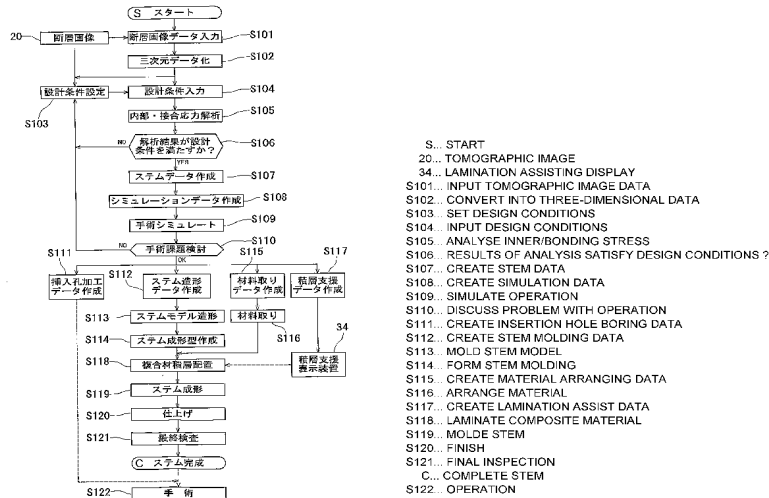 S スタート
20 断層画像
断層画像データ入力 S101
三次元データ化 S102
設計条件設定 S103
設計条件入力 S104
内部・接合応力解析 S105
解析結果が設計
条件を満たすか？ S106
NO
YES
ステムデータ作成 S107
シミュレーションデータ作成 S108
手術シミュレート S109
手術課題検討 S110
NO
OK
S111 挿入孔加工
データ作成
S112 ステム造形
データ作成
S115 材料取り
データ作成
S117 積層支援
データ作成
S113 ステムモデル造形
材料取り S116
S114 ステム成形型作成
34 積層支援
表示装置
S118 複合材積層配置
S119 ステム成形
S120 仕上げ
S121 最終検査
C ステム完成
S122 手 術
S... START
20... TOMOGRAPHIC IMAGE
34... LAMINATION ASSISTING DISPLAY
S101... INPUT TOMOGRAPHIC IMAGE DATA
S102... CONVERT INTO THREE-DIMENSIONAL DATA
S103... SET DESIGN CONDITIONS
S104... INPUT DESIGN CONDITIONS
S105... ANALYSE INNER/BONDING STRESS
S106... RESULTS OF ANALYSIS SATISFY DESIGN CONDITIONS ?
S107... CREATE STEM DATA
S108... CREATE SIMULATION DATA
S109... SIMULATE OPERATION
S110... DISCUSS PROBLEM WITH OPERATION
S111... CREATE INSERTION HOLE BORING DATA
S112... CREATE STEM MOLDING DATA
S113... MOLD STEM MODEL
S114... FORM STEM MOLDING
S115... CREATE MATERIAL ARRANGING DATA
S116... ARRANGE MATERIAL
S117... CREATE LAMINATION ASSIST DATA
S118... LAMINATE COMPOSITE MATERIAL
S119... MOLDE STEM
S120... FINISH
S121... FINAL INSPECTION
C... COMPLETE STEM
S122... OPERATION